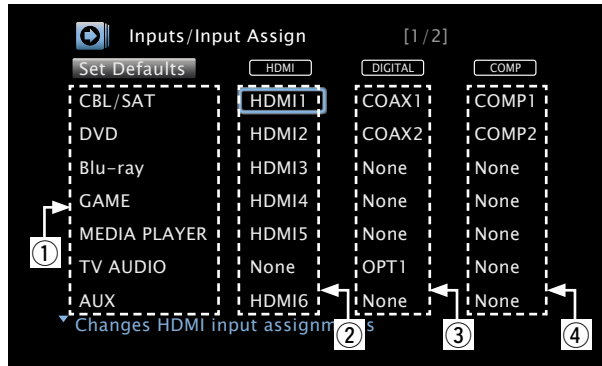 Inputs/Input Assign [1/2]
Set Defaults HDMI DIGITAL COMP
CBL/SAT HDMI1 COAX1 COMP1
DVD HDMI2 COAX2 COMP2
Blu-ray HDMI3 None None
GAME HDMI4 None None
MEDIA PLAYER HDMI5 None None
TV AUDIO None OPT1 None
AUX HDMI6 None None
Changes HDMI input assignm s
①
②
③
④